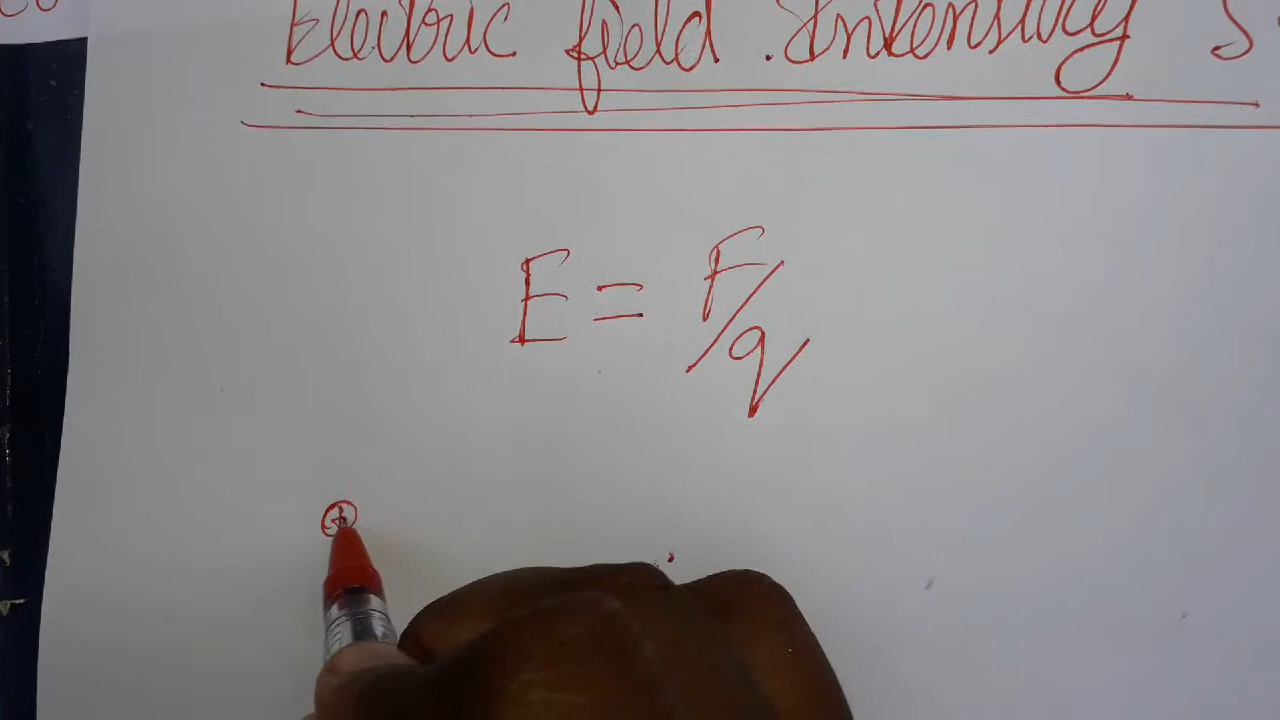 Electric field Intensity :
E = F/q
+